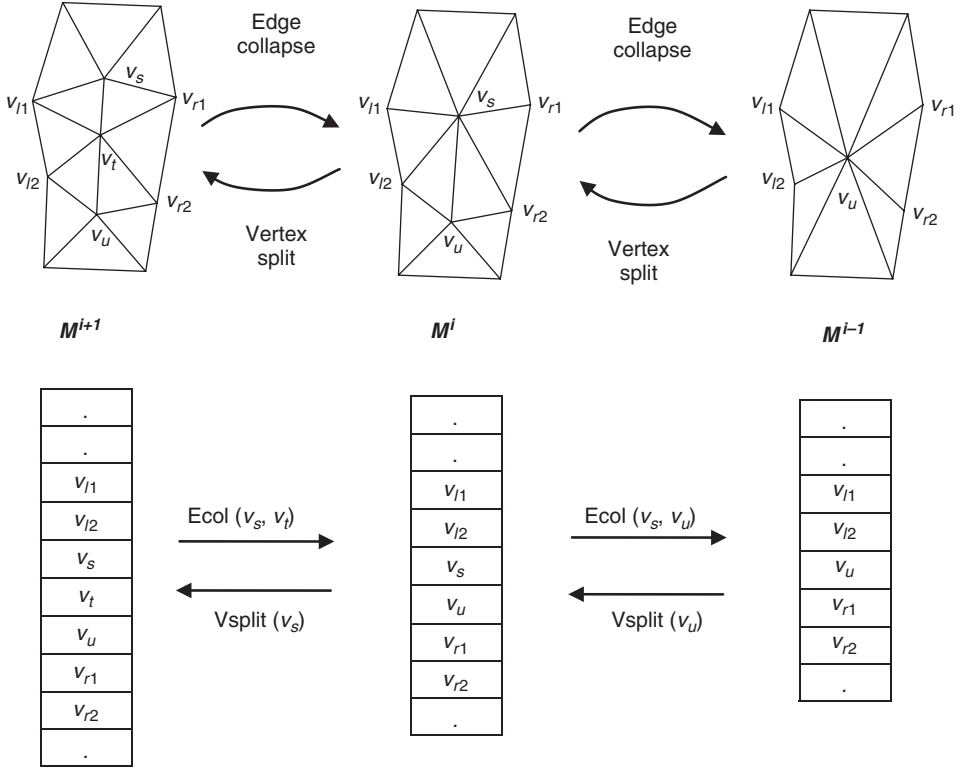 Edge
collapse
Edge
collapse
v_s
v_s
v_l1
v_r1
v_l1
v_r1
v_l1
v_r1
v_t
v_l2
v_r2
v_l2
v_r2
v_l2
v_r2
v_u
v_u
v_u
Vertex
split
Vertex
split
M^i+1
M^i
M^i–1
.
.
v_l1
v_l2
v_s
v_t
v_u
v_r1
v_r2
.
Ecol (v_s, v_t)
Vsplit (v_s)
.
.
v_l1
v_l2
v_s
v_u
v_r1
v_r2
.
Ecol (v_s, v_u)
Vsplit (v_u)
.
.
v_l1
v_l2
v_u
v_r1
v_r2
.